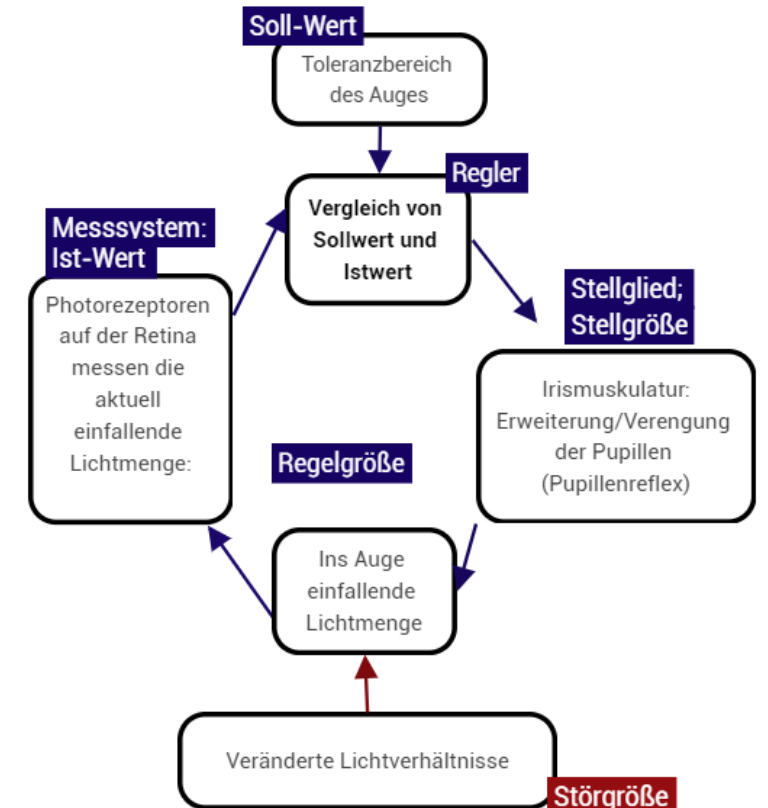 Soll-Wert
Toleranzbereich
des Auges
Regler
Vergleich von
Sollwert und
Istwert
Messsystem:
Ist-Wert
Photorezeptoren
auf der Retina
messen die
aktuell
einfallende
Lichtmenge:
Stellglied;
Stellgröße
Irismuskulatur:
Erweiterung/Verengung
der Pupillen
(Pupillenreflex)
Regelgröße
Ins Auge
einfallende
Lichtmenge
Veränderte Lichtverhältnisse
Störgröße